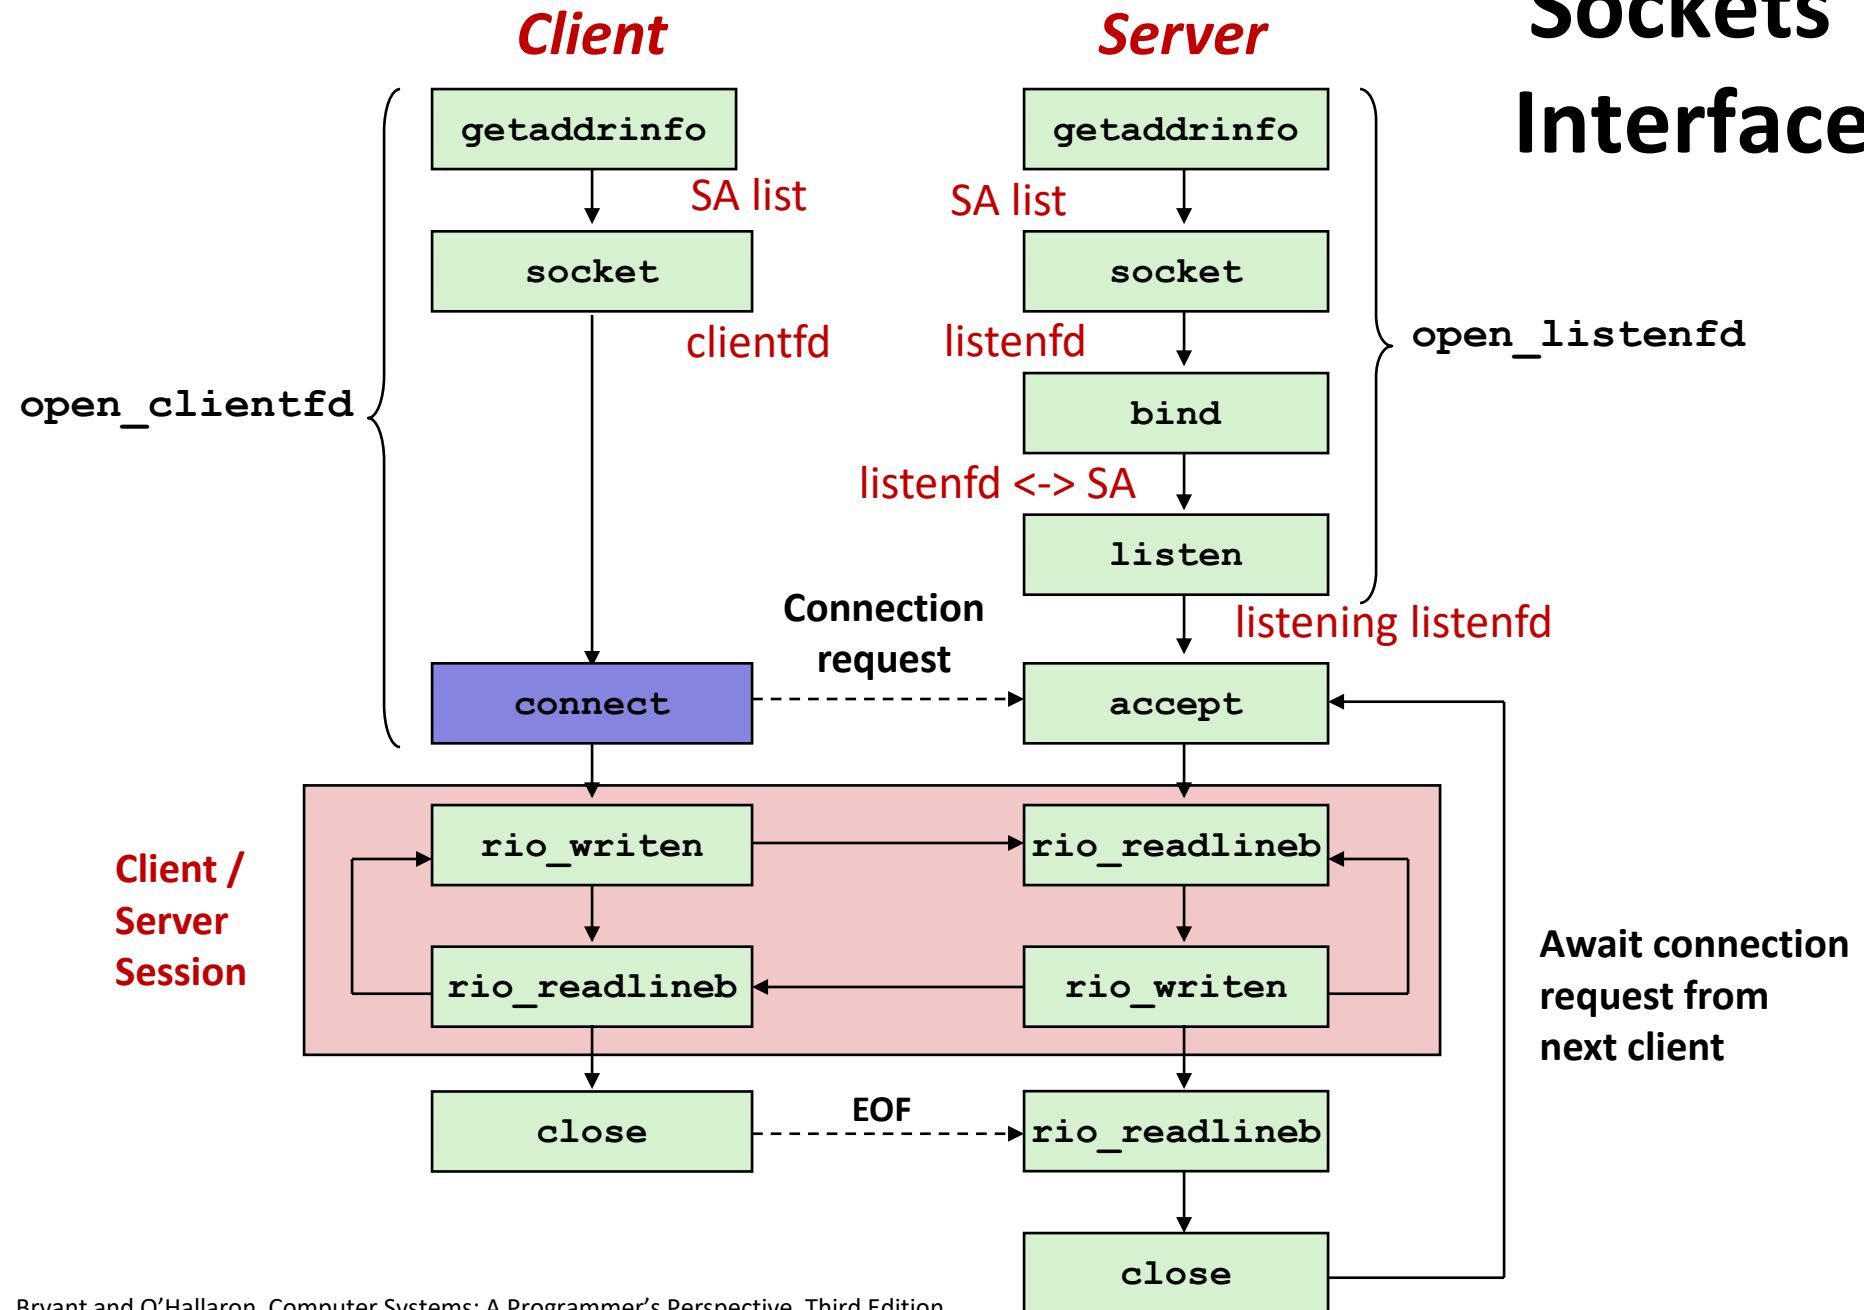 Sockets
Interface
Client
Server
getaddrinfo
getaddrinfo
SA list
SA list
socket
socket
clientfd
listenfd
open_listenfd
open_clientfd
bind
listenfd <-> SA
listen
Connection
request
listening listenfd
connect
accept
Client /
Server
Session
rio_writen
rio_readlineb
rio_readlineb
rio_writen
Await connection
request from
next client
close
EOF
rio_readlineb
close
Bryant and O'Hallaron, Computer Systems: A Programmer's Perspective, Third Edition